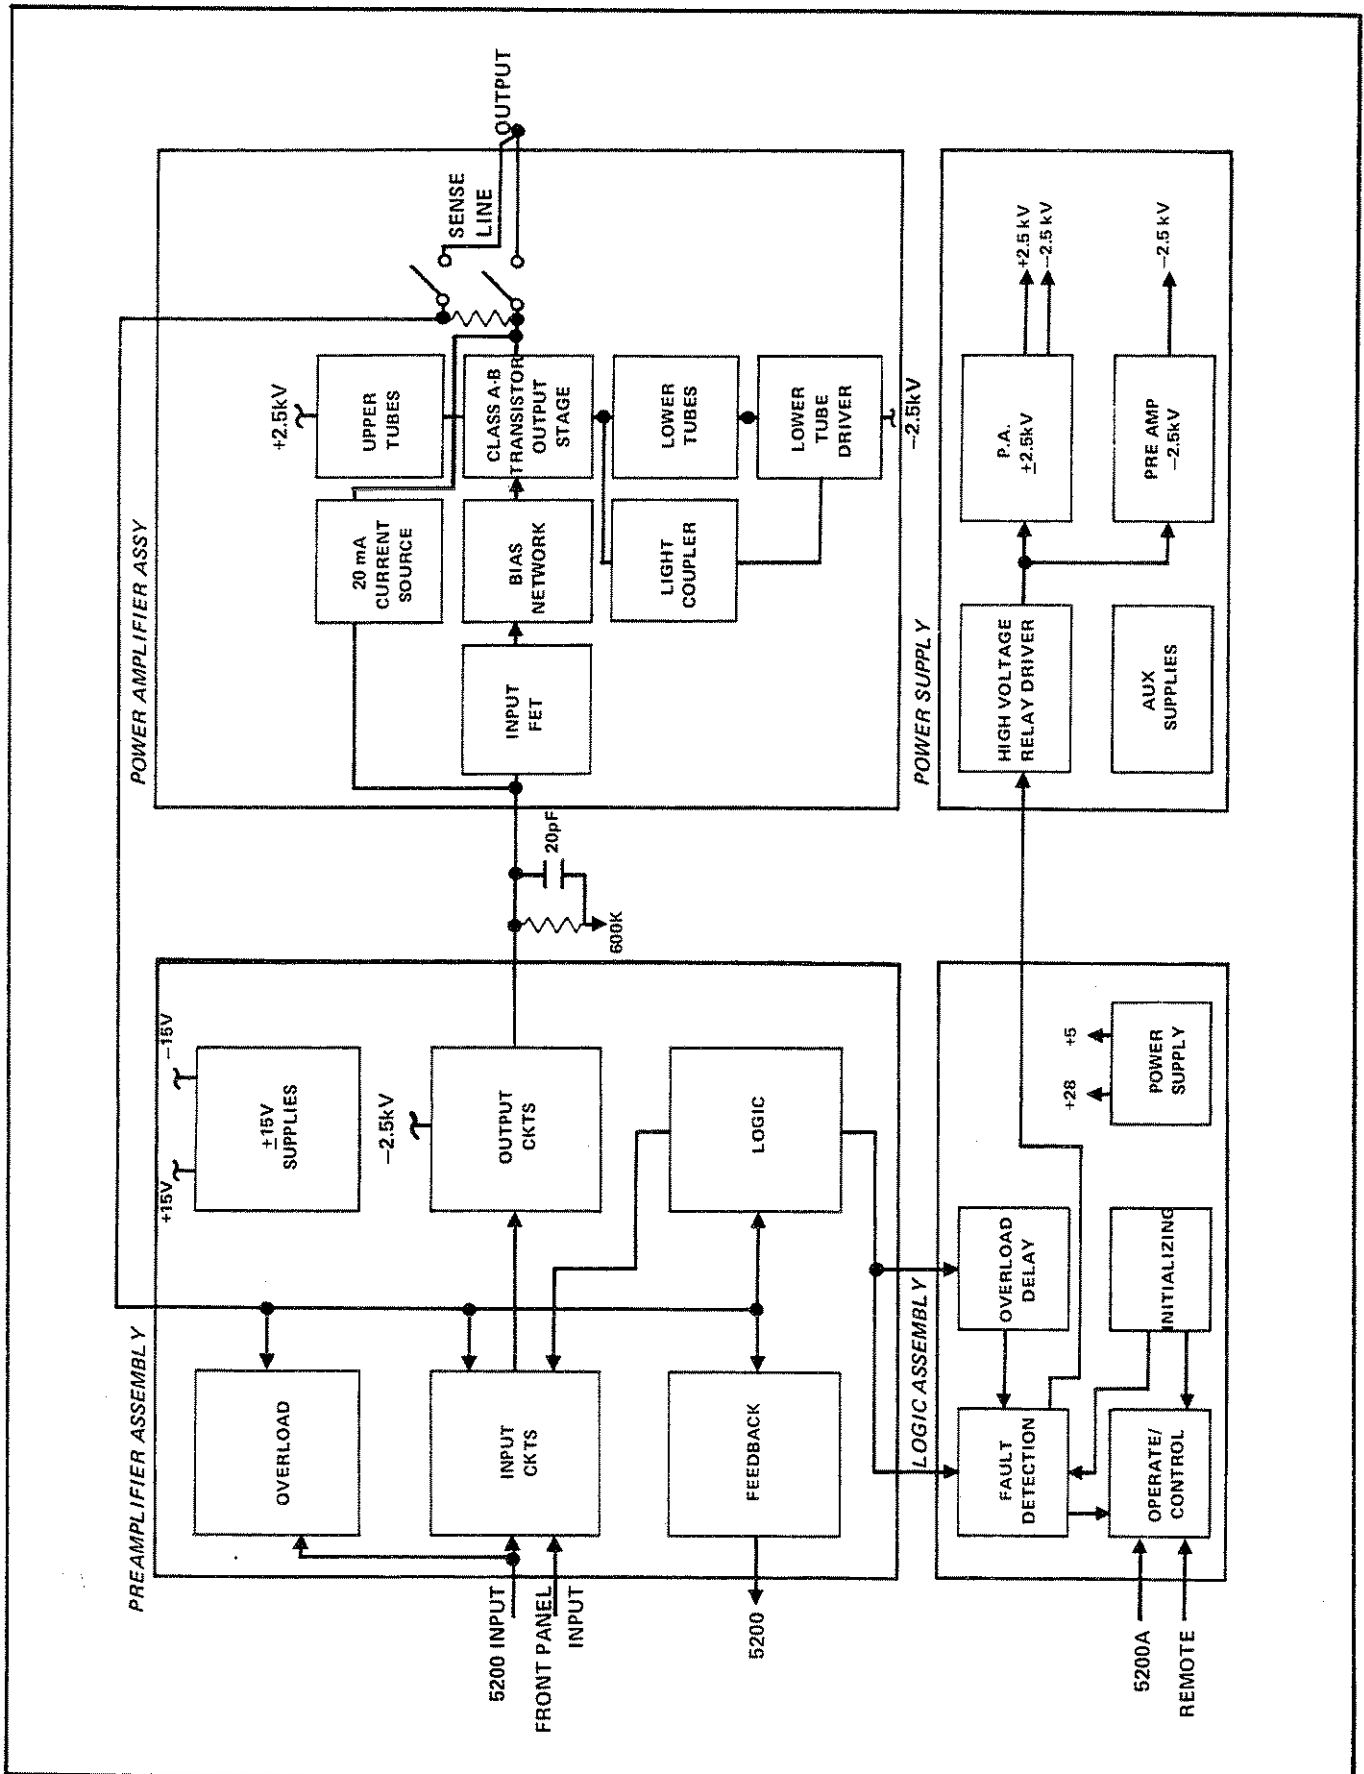 PREAMPLIFIER ASSEMBLY
+15V
−15V
OVERLOAD
±15V
SUPPLIES
−2.5kV
5200 INPUT
FRONT PANEL
INPUT
INPUT
CKTS
OUTPUT
CKTS
5200
FEEDBACK
LOGIC
20pF
600K
POWER AMPLIFIER ASSY
+2.5kV
20 mA
CURRENT
SOURCE
UPPER
TUBES
INPUT
FET
BIAS
NETWORK
CLASS A-B
TRANSISTOR
OUTPUT
STAGE
SENSE
LINE
OUTPUT
LIGHT
COUPLER
LOWER
TUBES
LOWER
TUBE
DRIVER
−2.5kV
LOGIC ASSEMBLY
5200A
REMOTE
FAULT
DETECTION
OVERLOAD
DELAY
OPERATE/
CONTROL
INITIALIZING
+28
+5
POWER
SUPPLY
POWER SUPPLY
HIGH VOLTAGE
RELAY DRIVER
P.A.
±2.5kV
+2.5 kV
−2.5 kV
AUX
SUPPLIES
PRE AMP
−2.5kV
−2.5 kV